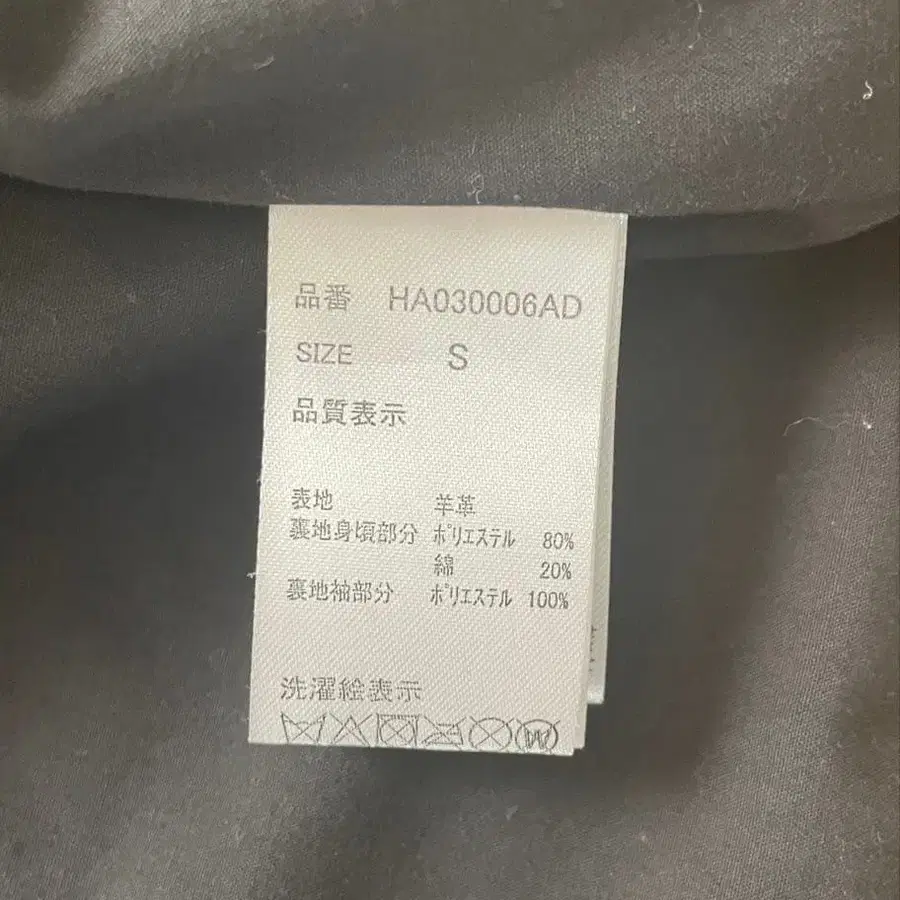 品番 HA030006AD
SIZE S
品質表示
表地 羊革
裏地身頃部分 ポリエステル 80%
綿 20%
裏地袖部分 ポリエステル 100%
洗濯絵表示